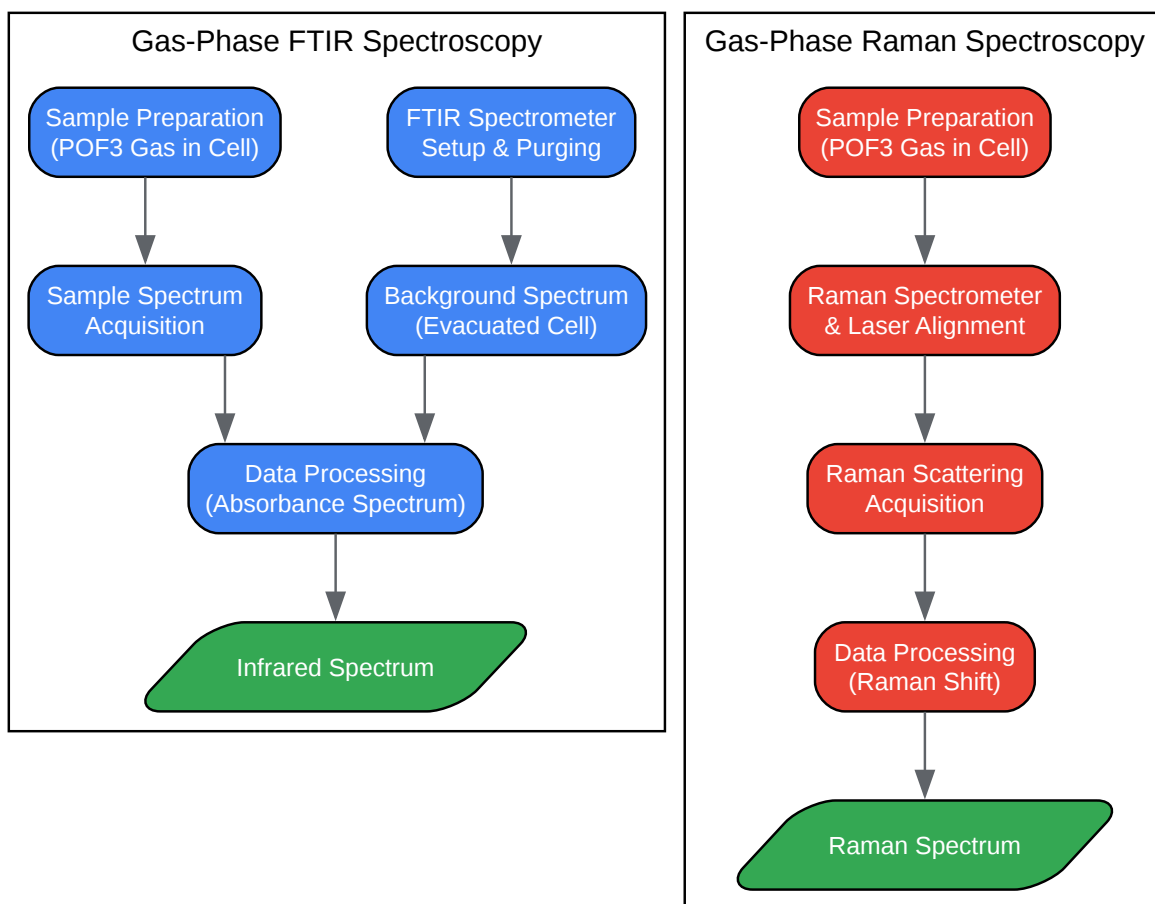 Gas-Phase FTIR Spectroscopy
Sample Preparation
(POF3 Gas in Cell)
FTIR Spectrometer
Setup & Purging
Sample Spectrum
Acquisition
Background Spectrum
(Evacuated Cell)
Data Processing
(Absorbance Spectrum)
Infrared Spectrum
Gas-Phase Raman Spectroscopy
Sample Preparation
(POF3 Gas in Cell)
Raman Spectrometer
& Laser Alignment
Raman Scattering
Acquisition
Data Processing
(Raman Shift)
Raman Spectrum